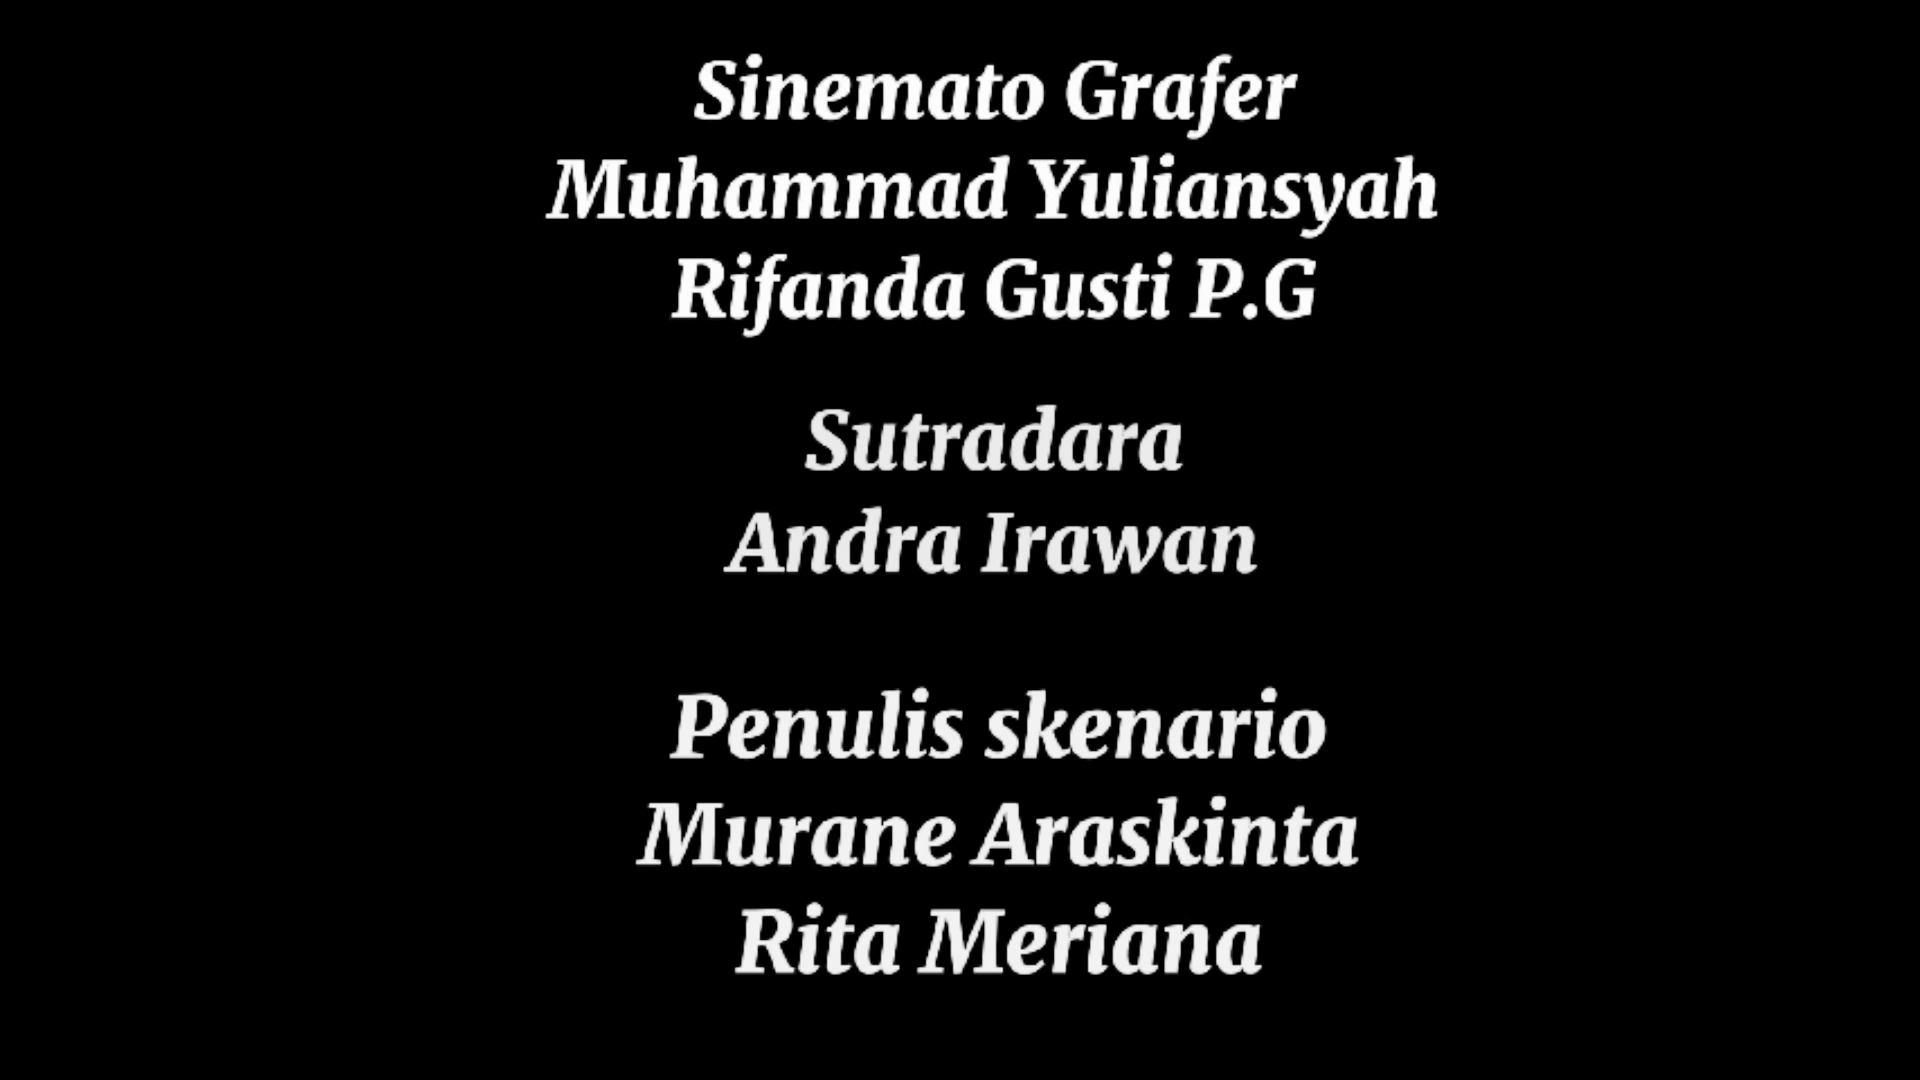 Sinemato Grafer
Muhammad Yuliansyah
Rifanda Gusti P.G
Sutradara
Andra Irawan
Penulis skenario
Murane Araskinta
Rita Meriana